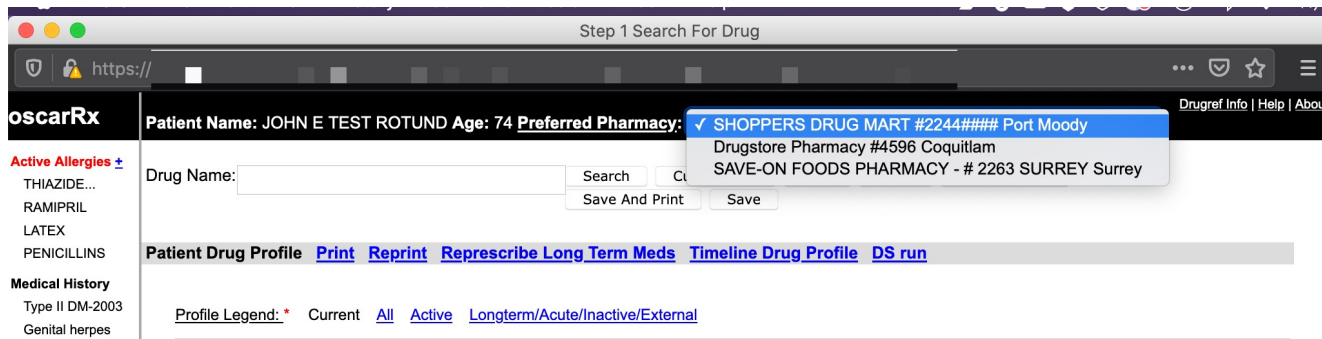 Step 1 Search For Drug
https://
oscarRx
Patient Name: JOHN E TEST ROTUND Age: 74 Preferred Pharmacy:
✓ SHOPPERS DRUG MART #2244#### Port Moody
Drugstore Pharmacy #4596 Coquitlam
SAVE-ON FOODS PHARMACY - # 2263 SURREY Surrey
Drugref Info | Help | Abou
Active Allergies +
THIAZIDE...
RAMIPRIL
LATEX
PENICILLINS
Medical History
Type II DM-2003
Genital herpes
Drug Name:
Search
Save And Print
Save
Patient Drug Profile Print Reprint Represcribe Long Term Meds Timeline Drug Profile DS run
Profile Legend: * Current All Active Longterm/Acute/Inactive/External